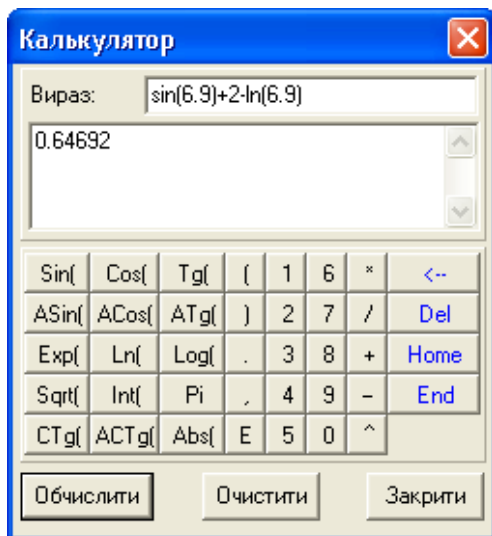 Калькулятор
Вираз: sin(6.9)+2-ln(6.9)
0.64692
Sin( Cos( Tg( ( 1 6 * <--
ASin( ACos( ATg( ) 2 7 / Del
Exp( Ln( Log( . 3 8 + Home
Sqrt( Int( Pi , 4 9 − End
CTg( ACTg( Abs( E 5 0 ^
Обчислити Очистити Закрити